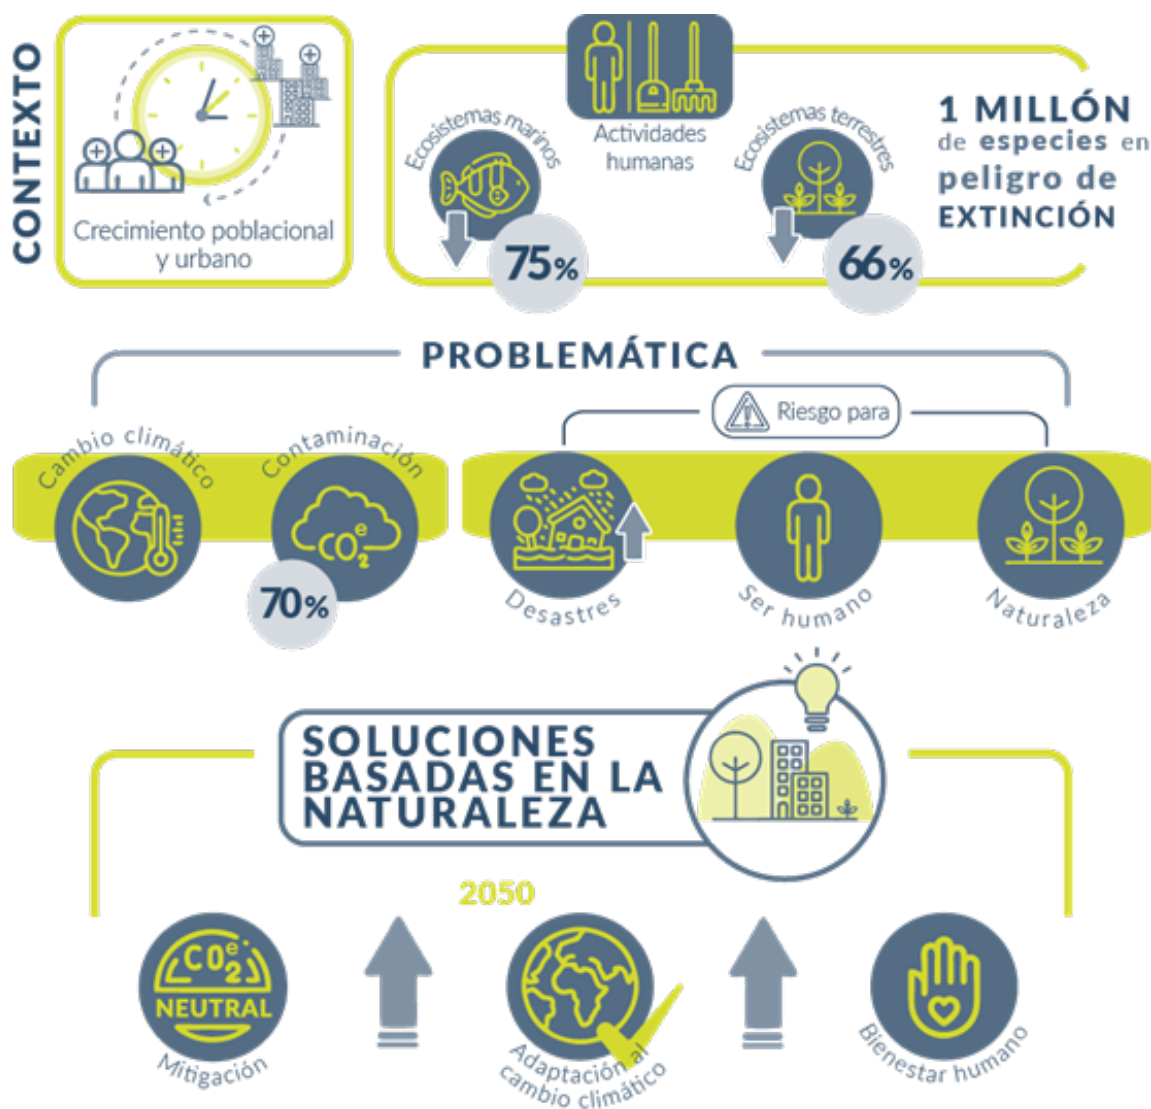 CONTEXTO
Crecimiento poblacional
y urbano
Actividades
humanas
Ecosistemas marinos
75%
Ecosistemas terrestres
66%
1 MILLÓN
de especies en
peligro de
EXTINCIÓN
PROBLEMÁTICA
Riesgo para
Cambio climático
Contaminación
CO₂ᵉ
70%
Desastres
Ser humano
Naturaleza
SOLUCIONES
BASADAS EN LA
NATURALEZA
2050
CO₂ᵉ
NEUTRAL
Mitigación
Adaptación al
cambio climático
Bienestar humano